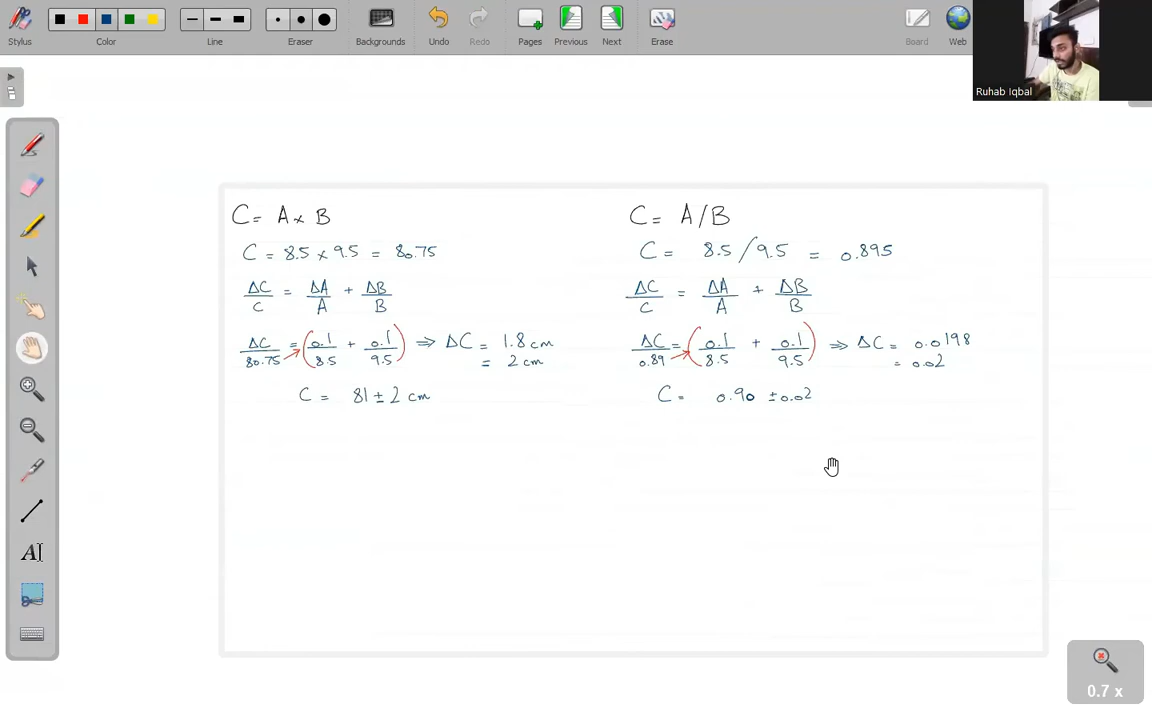 Stylus Color Line Eraser Backgrounds Undo Redo Pages Previous Next Erase Board Web
Ruhab Iqbal
C = A × B
C = 8.5 × 9.5 = 80.75
ΔC/C = ΔA/A + ΔB/B
ΔC/80.75 = (0.1/8.5 + 0.1/9.5) ⇒ ΔC = 1.8 cm
= 2 cm
C = 81 ± 2 cm
C = A/B
C = 8.5/9.5 = 0.895
ΔC/C = ΔA/A + ΔB/B
ΔC/0.89 = (0.1/8.5 + 0.1/9.5) ⇒ ΔC = 0.0198
= 0.02
C = 0.90 ± 0.02
AI
0.7 x